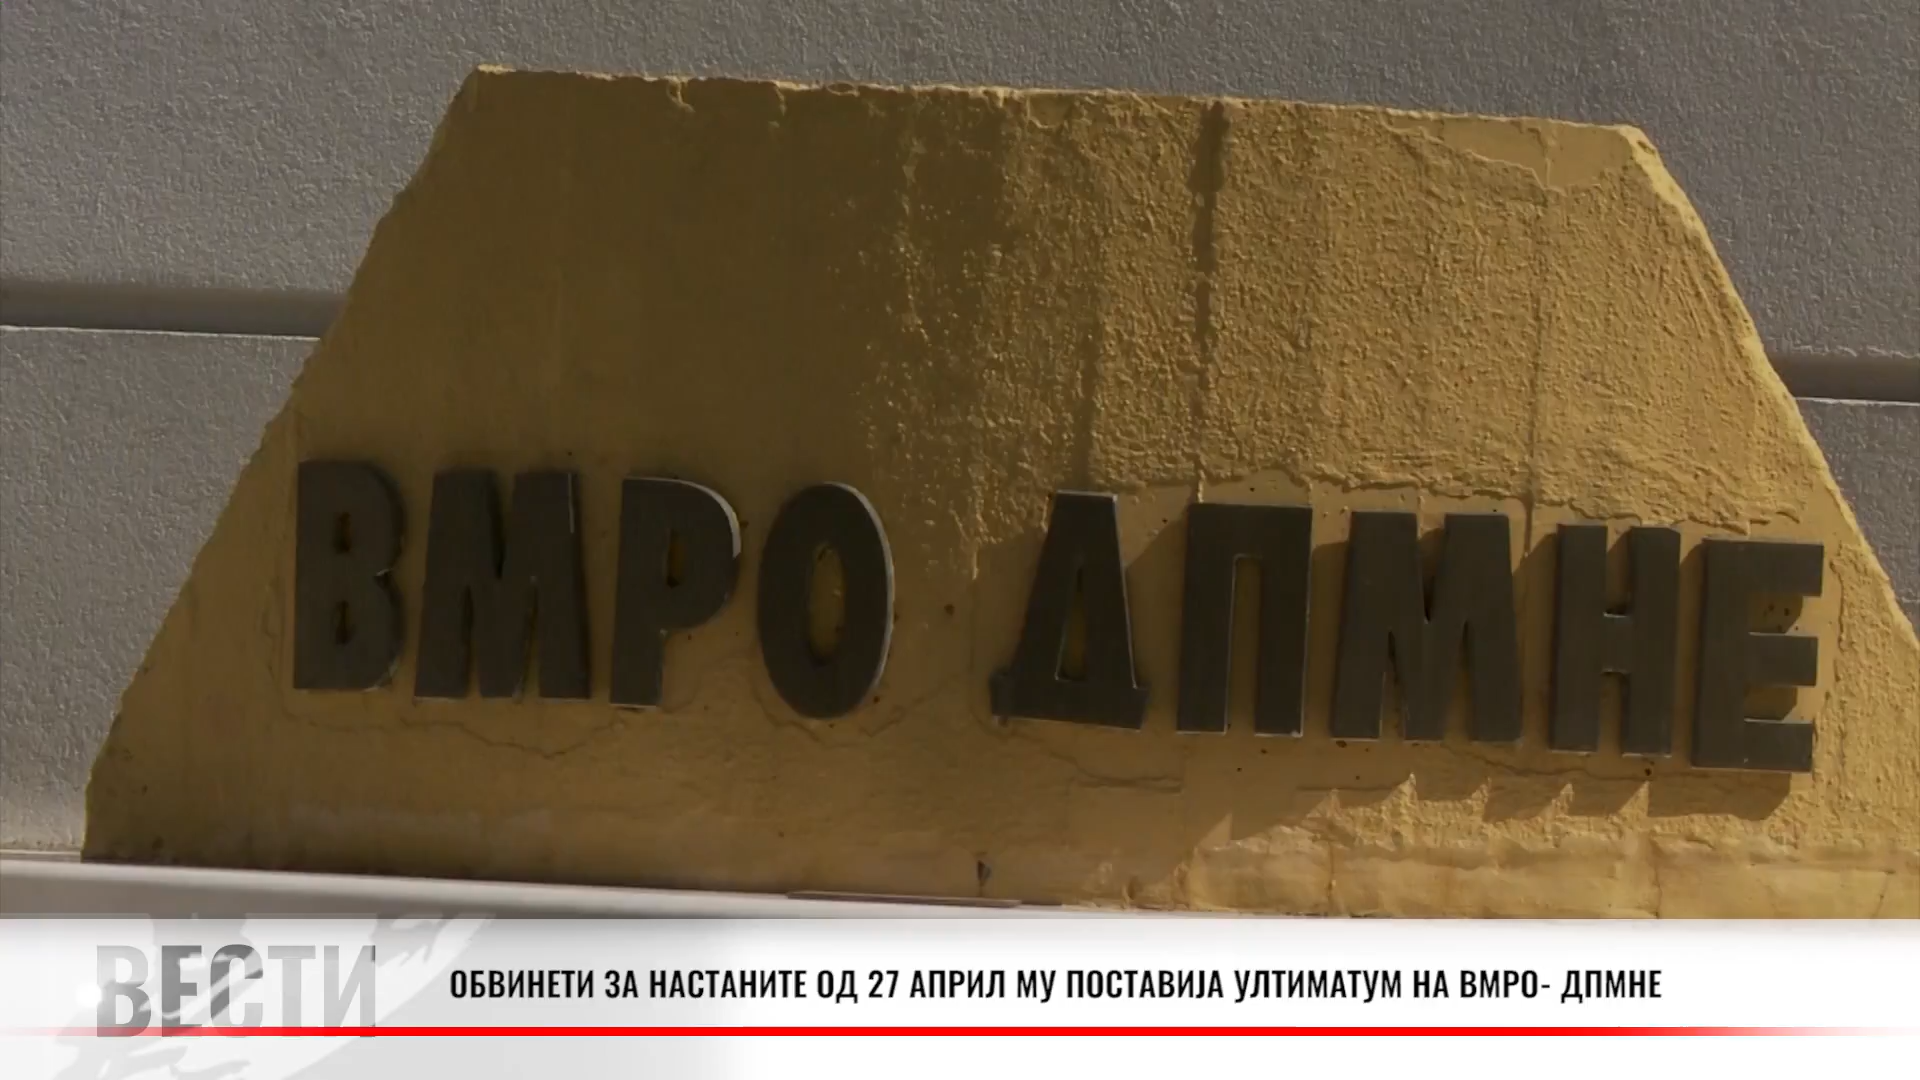 ВМРО ДПМНЕ
ВЕСТИ
ОБВИНЕТИ ЗА НАСТАНИТЕ ОД 27 АПРИЛ МУ ПОСТАВИЈА УЛТИМАТУМ НА ВМРО- ДПМНЕ